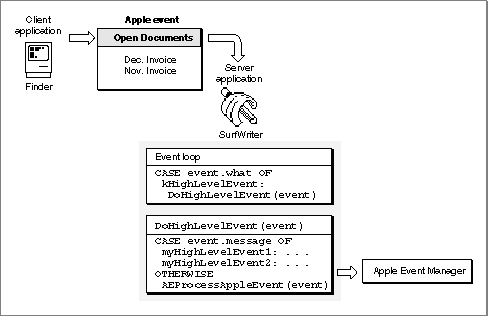 Client
application
Finder
Apple event
Open Documents
Dec. Invoice
Nov. Invoice
Server
application
SurfWriter
Event loop
CASE event.what OF
kHighLevelEvent:
DoHighLevelEvent(event)
DoHighLevelEvent(event)
CASE event.message OF
myHighLevelEvent1: . . .
myHighLevelEvent2: . . .
OTHERWISE
AEProcessAppleEvent(event)
Apple Event Manager